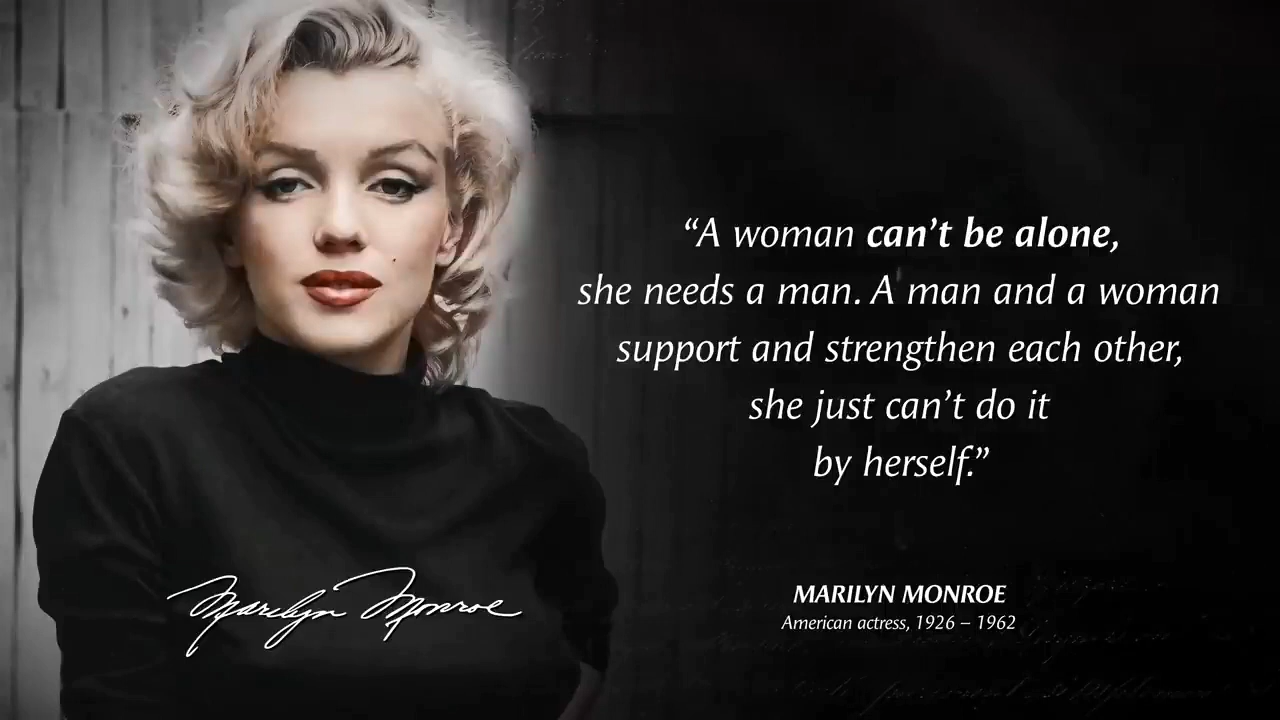 “A woman can’t be alone,
she needs a man. A man and a woman
support and strengthen each other,
she just can’t do it
by herself.”
Marilyn Monroe
MARILYN MONROE
American actress, 1926 – 1962